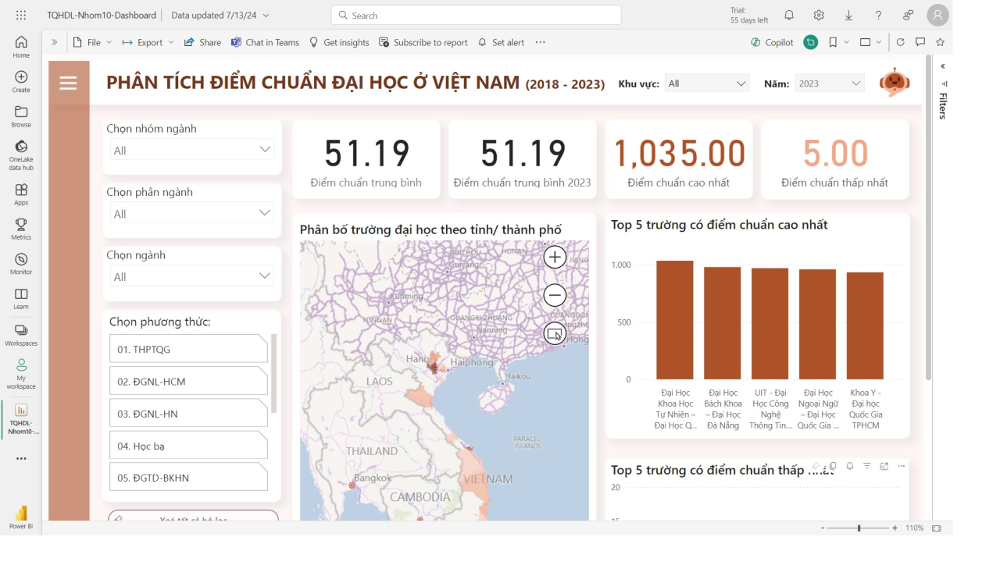 TQHDL-Nhom10-Dashboard
Data updated 7/13/24
Search
Trial:
55 days left
File
Export
Share
Chat in Teams
Get insights
Subscribe to report
Set alert
Copilot
Home
Create
Browse
OneLake
data hub
Apps
Metrics
Monitor
Learn
Workspaces
My
workspace
TQHDL-
Nhom10-...
Power BI
PHÂN TÍCH ĐIỂM CHUẨN ĐẠI HỌC Ở VIỆT NAM (2018 - 2023)
Khu vực:
All
Năm:
2023
Filters
Chọn nhóm ngành
All
Chọn phân ngành
All
Chọn ngành
All
Chọn phương thức:
01. THPTQG
02. ĐGNL-HCM
03. ĐGNL-HN
04. Học bạ
05. ĐGTD-BKHN
Xoá tất cả bộ lọc
51.19
Điểm chuẩn trung bình
51.19
Điểm chuẩn trung bình 2023
1,035.00
Điểm chuẩn cao nhất
5.00
Điểm chuẩn thấp nhất
Phân bố trường đại học theo tỉnh/ thành phố
GUIZHOU
HUNAN
JIANG
Guiyang
Kunming
YUNNAN
GUANGXI ZHUANG
GUANGDON
Nanning
Hong
Hanoi
Haiphong
LAOS
Haikou
PARACEL
ISLANDS
THAILAND
Bangkok
VIETNAM
CAMBODIA
Top 5 trường có điểm chuẩn cao nhất
1,000
500
0
Đại Học
Khoa Học
Tự Nhiên –
Đại Học Q...
Đại Học
Bách Khoa
– Đại Học
Đà Nẵng
UIT - Đại
Học Công
Nghệ
Thông Tin...
Đại Học
Ngoại Ngữ
– Đại Học
Quốc Gia ...
Khoa Y -
Đại học
Quốc Gia
TPHCM
Top 5 trường có điểm chuẩn thấp nhất
20
15
110%